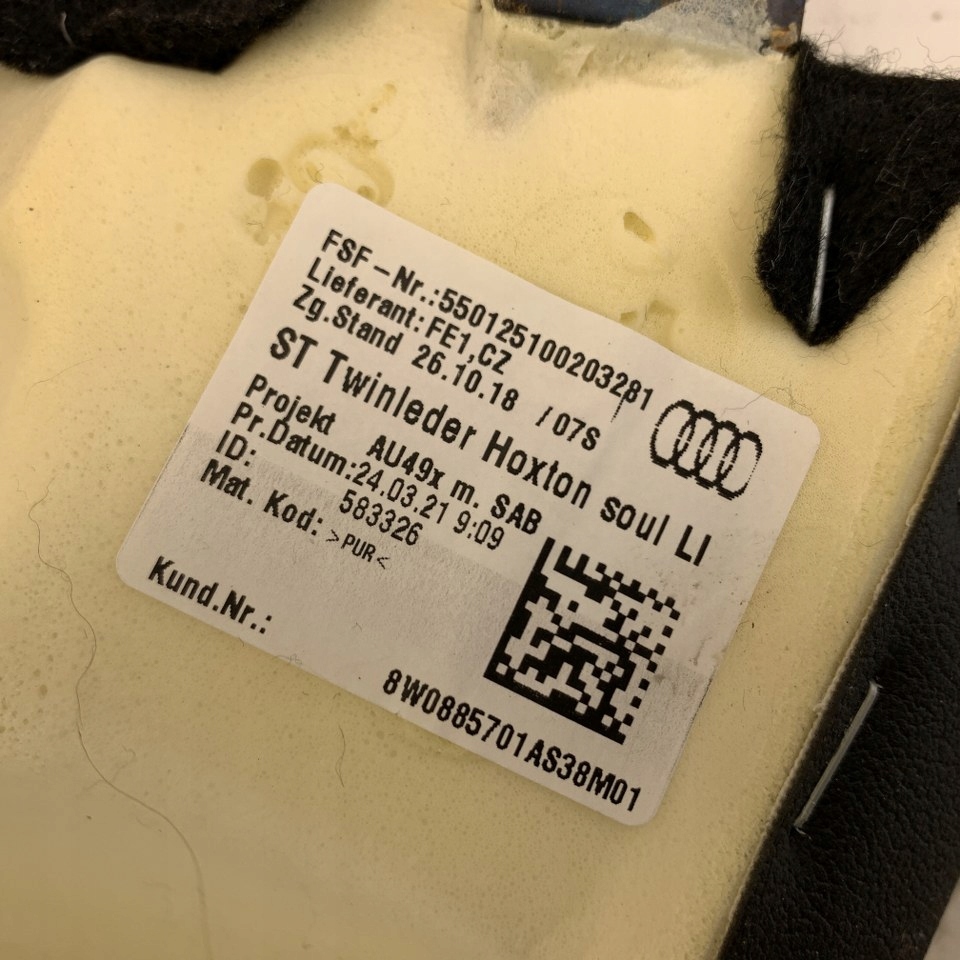 FSF-Nr.:550125100203281
Lieferant: FE1,CZ
Zg.Stand 26.10.18 /07S
ST Twinleder Hoxton soul LI
Projekt AU49x m. SAB
Pr.Datum:24.03.21 9:09
ID: 583326
Mat. Kod: >PUR<
Kund.Nr.:
8W0885701AS38M01